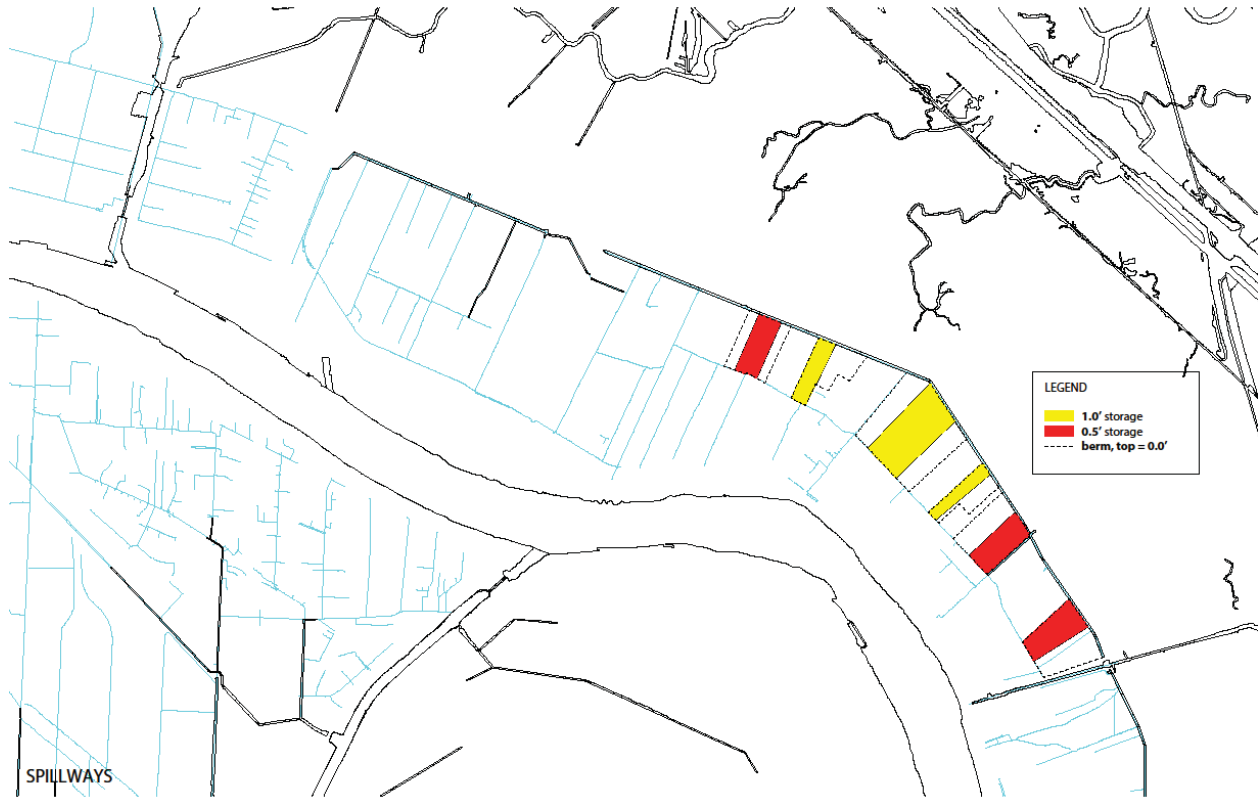 LEGEND
1.0' storage
0.5' storage
berm, top = 0.0'
SPILLWAYS